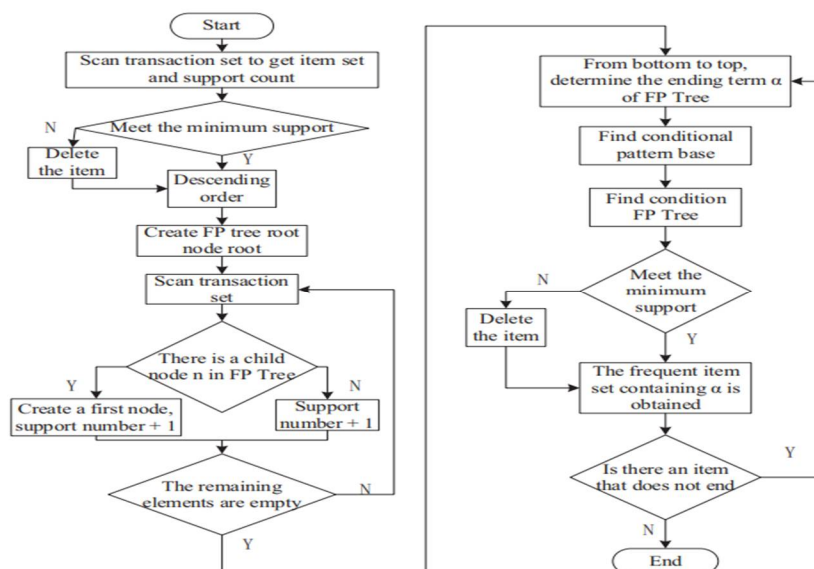 Start
Scan transaction set to get item set
and support count
Meet the minimum support
N
Y
Delete
the item
Descending
order
Create FP tree root
node root
Scan transaction
set
There is a child
node n in FP Tree
Y
N
Create a first node,
support number + 1
Support
number + 1
The remaining
elements are empty
N
Y
From bottom to top,
determine the ending term α
of FP Tree
Find conditional
pattern base
Find condition
FP Tree
Meet the
minimum
support
N
Y
Delete
the item
The frequent item
set containing α is
obtained
Is there an item
that does not end
Y
N
End